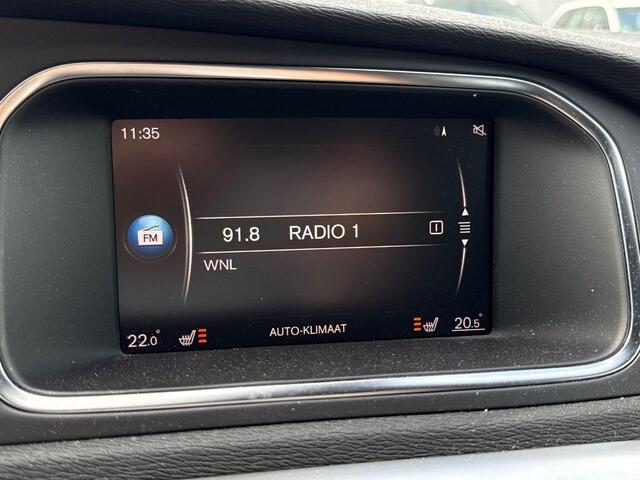 11:35
FM
91.8 RADIO 1 I
WNL
22.0° AUTO-KLIMAAT 20.5°